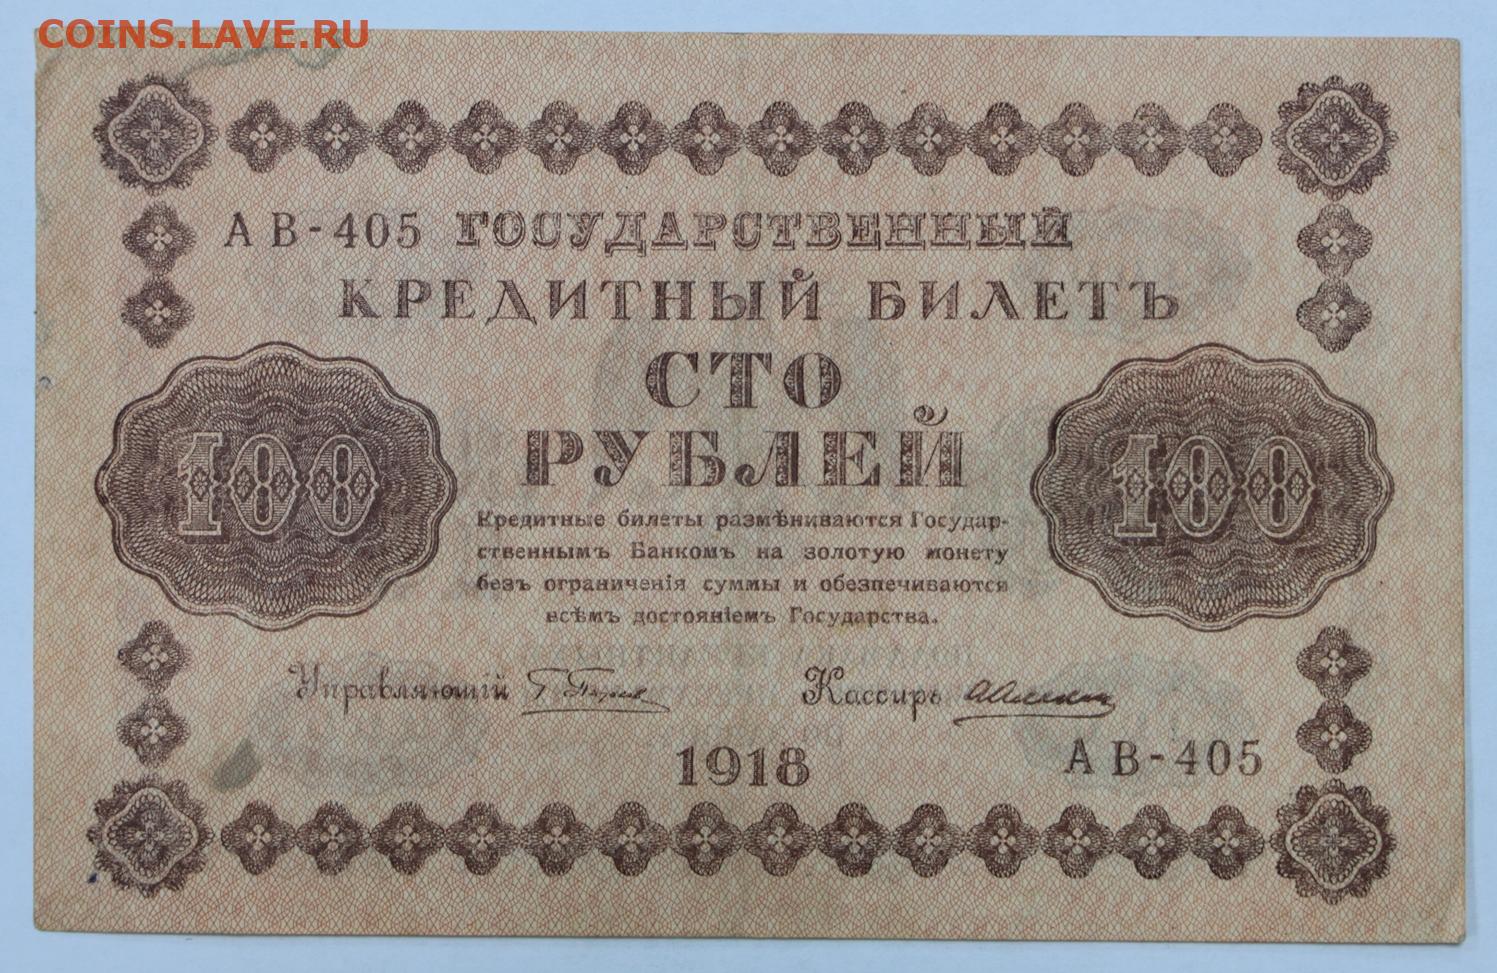 COINS.LAVE.RU
АВ-405 ГОСУДАРСТВЕННЫЙ
КРЕДИТНЫЙ БИЛЕТЪ
СТО
РУБЛЕЙ
100 100
Кредитные билеты размѣниваются Государ-
ственнымъ Банкомъ на золотую монету
безъ ограниченія суммы и обезпечиваются
всѣмъ достояніемъ Государства.
Управляющій Кассиръ
1918 АВ-405